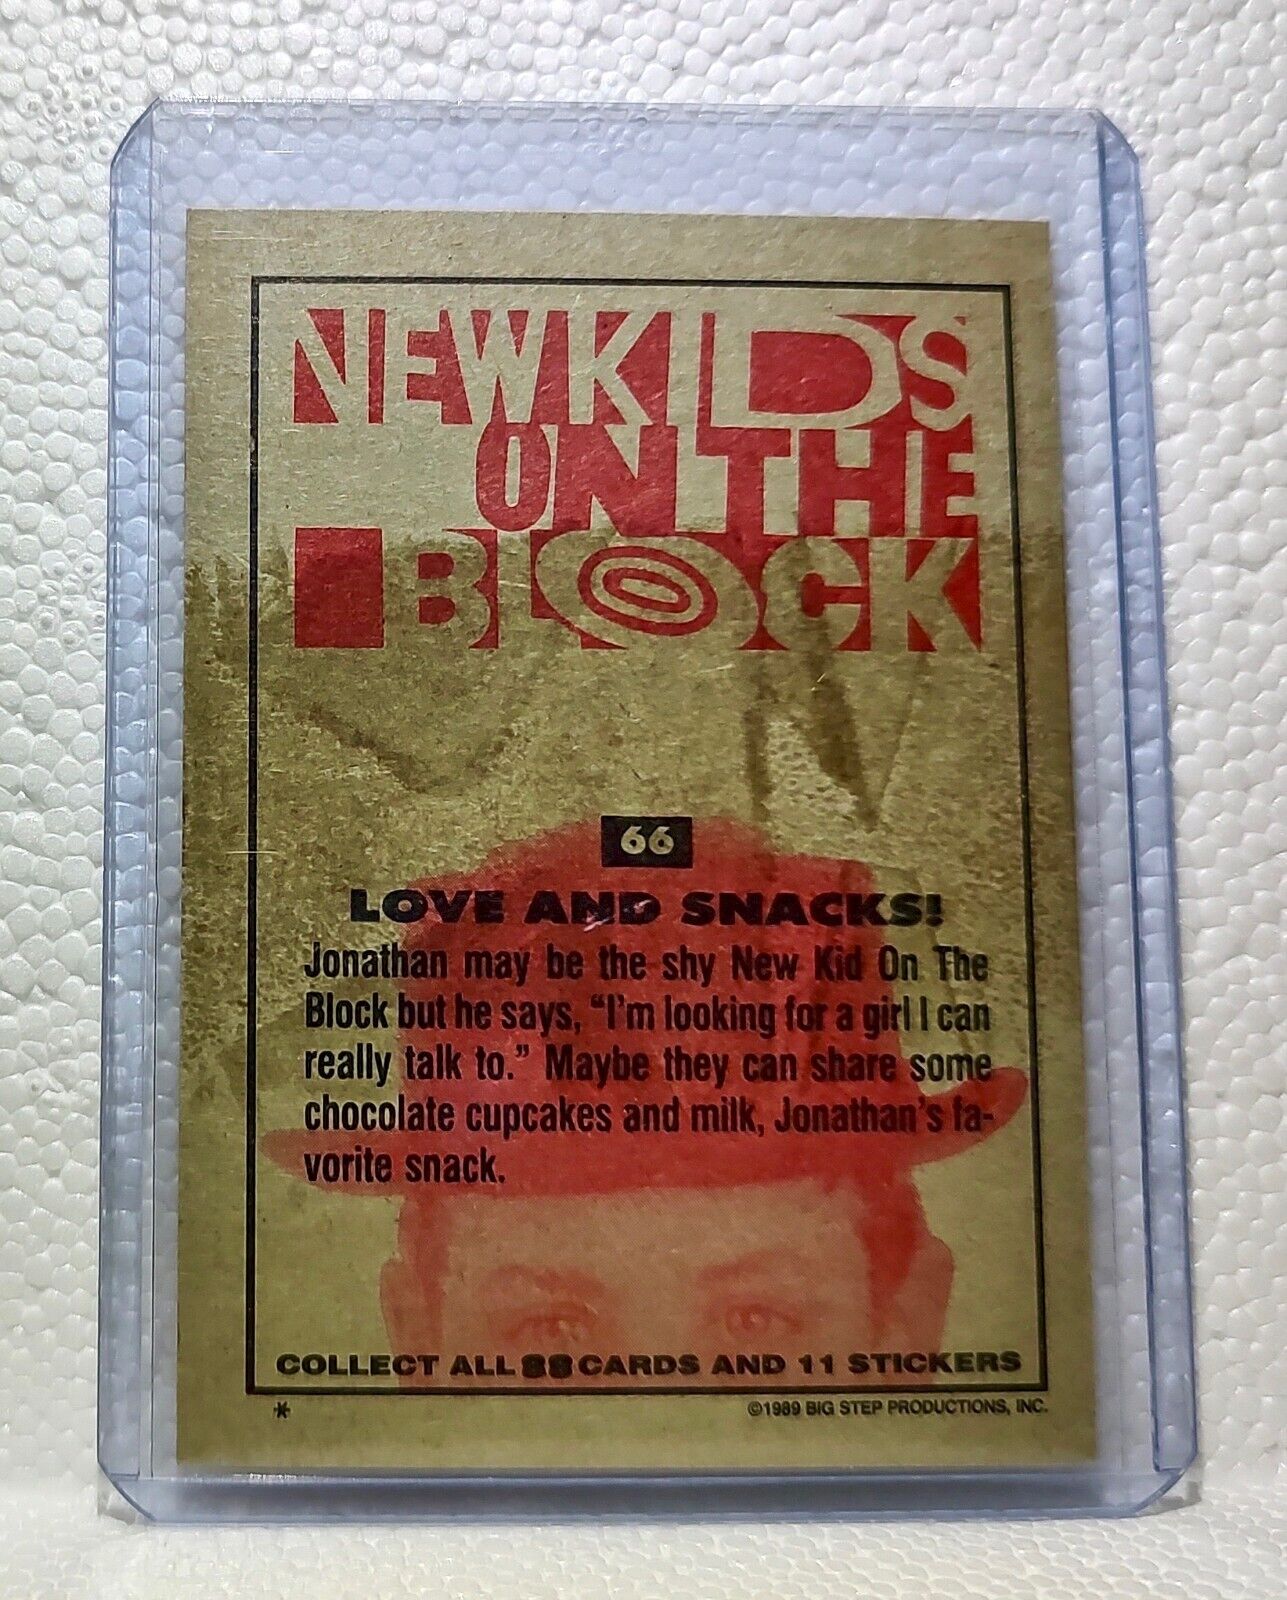 NEW KIDS
ON THE
BLOCK
66
LOVE AND SNACKS!
Jonathan may be the shy New Kid On The
Block but he says, “I'm looking for a girl I can
really talk to.” Maybe they can share some
chocolate cupcakes and milk, Jonathan's fa-
vorite snack.
COLLECT ALL 88 CARDS AND 11 STICKERS
* ©1989 BIG STEP PRODUCTIONS, INC.